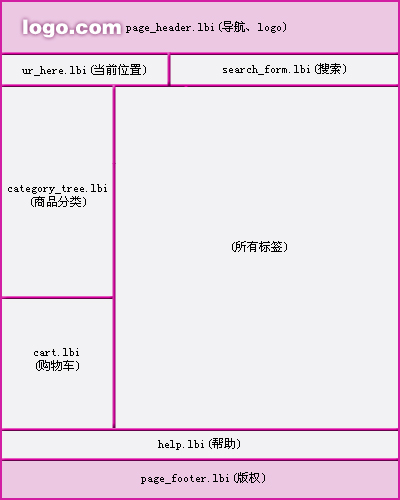 logo.com page_header.lbi(导航、logo)
ur_here.lbi(当前位置)
search_form.lbi(搜索)
category_tree.lbi
(商品分类)
(所有标签)
cart.lbi
(购物车)
help.lbi(帮助)
page_footer.lbi(版权)